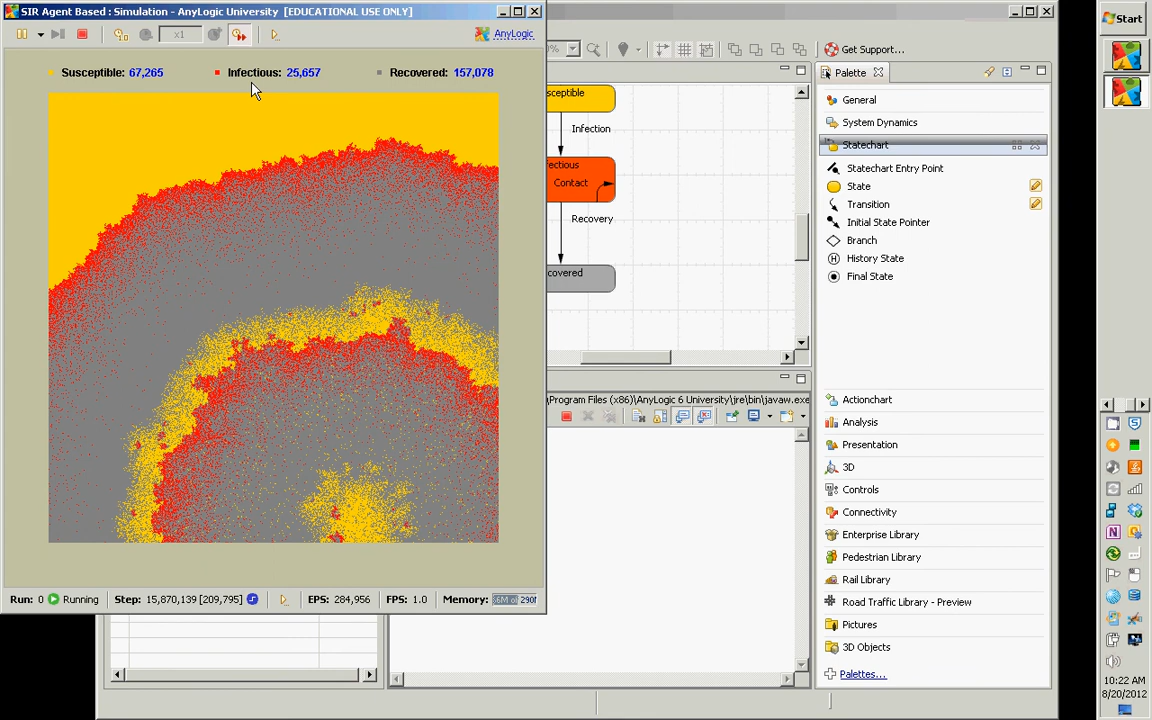 SIR Agent Based : Simulation - AnyLogic University [EDUCATIONAL USE ONLY]
x1
AnyLogic
Susceptible: 67,265
Infectious: 25,657
Recovered: 157,078
Run: 0 Running
Step: 15,870,139 [209,795]
EPS: 284,956
FPS: 1.0
Memory:
Get Support...
sceptible
Infection
fectious
Contact
Recovery
covered
\Program Files (x86)\AnyLogic 6 University\jre\bin\javaw.exe
Palette
General
System Dynamics
Statechart
Statechart Entry Point
State
Transition
Initial State Pointer
Branch
History State
Final State
Actionchart
Analysis
Presentation
3D
Controls
Connectivity
Enterprise Library
Pedestrian Library
Rail Library
Road Traffic Library - Preview
Pictures
3D Objects
Palettes...
Start
10:22 AM
8/20/2012